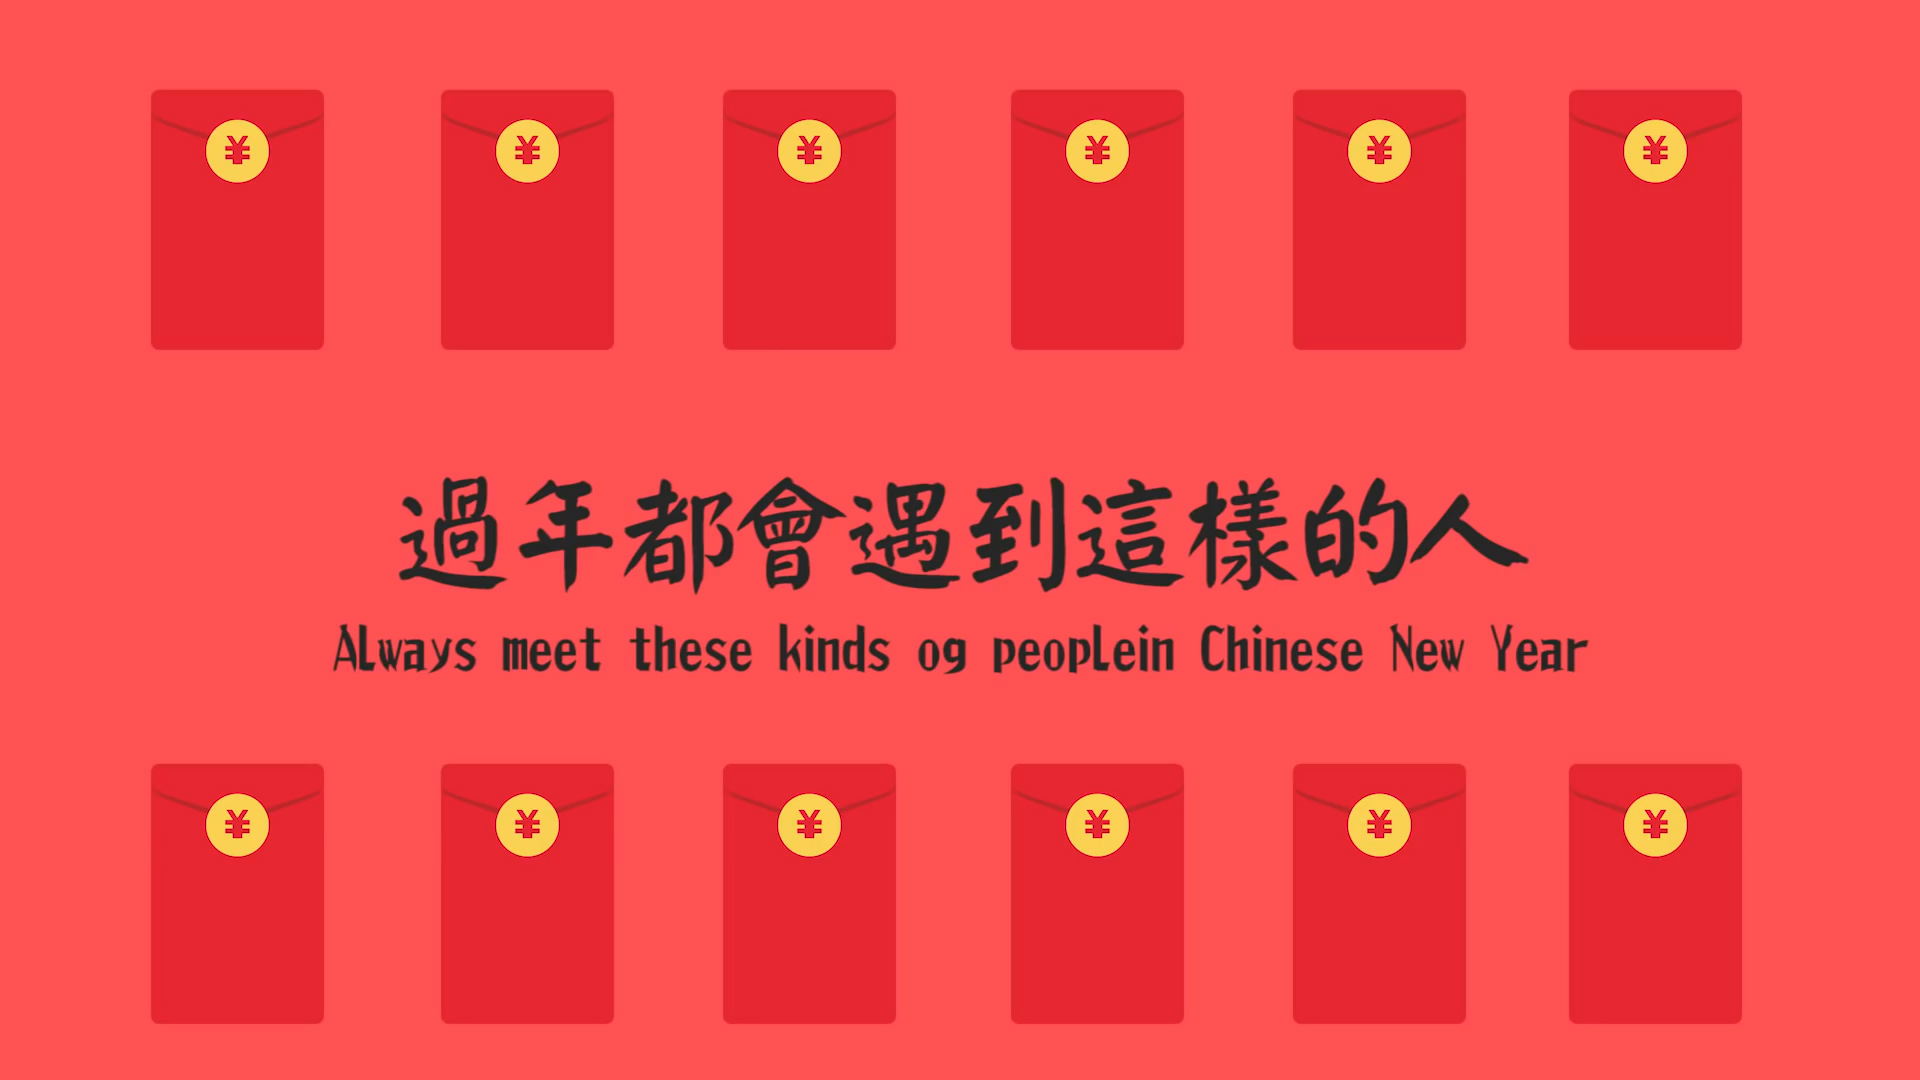 ¥ ¥ ¥ ¥ ¥ ¥
過年都會遇到這樣的人
Always meet these kinds og peoplein Chinese New Year
¥ ¥ ¥ ¥ ¥ ¥